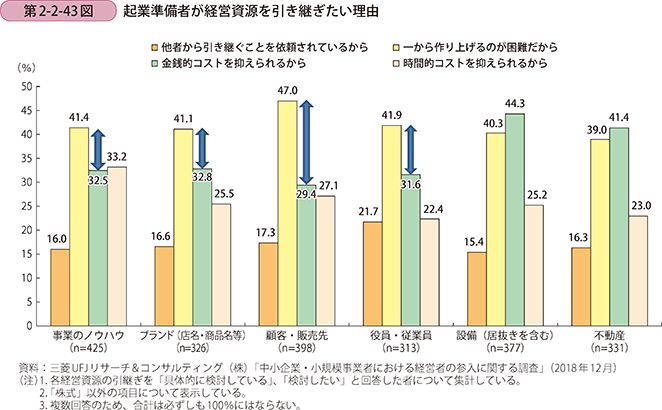 第2-2-43図 起業準備者が経営資源を引き継ぎたい理由
他者から引き継ぐことを依頼されているから 一から作り上げるのが困難だから
金銭的コストを抑えられるから 時間的コストを抑えられるから
(%)
50
45
40
35
30
25
20
15
10
5
0
16.0 41.4 32.5 33.2
16.6 41.1 32.8 25.5
17.3 47.0 29.4 27.1
21.7 41.9 31.6 22.4
15.4 40.3 44.3 25.2
16.3 39.0 41.4 23.0
事業のノウハウ ブランド(店名・商品名等) 顧客・販売先 役員・従業員 設備(居抜きを含む) 不動産
(n=425) (n=326) (n=398) (n=313) (n=377) (n=331)
資料:三菱UFJリサーチ&コンサルティング(株)「中小企業・小規模事業者における経営者の参入に関する調査」(2018年12月)
(注)1. 各経営資源の引継ぎを「具体的に検討している」、「検討したい」と回答した者について集計している。
2.「株式」以外の項目について表示している。
3. 複数回答のため、合計は必ずしも100%にはならない。